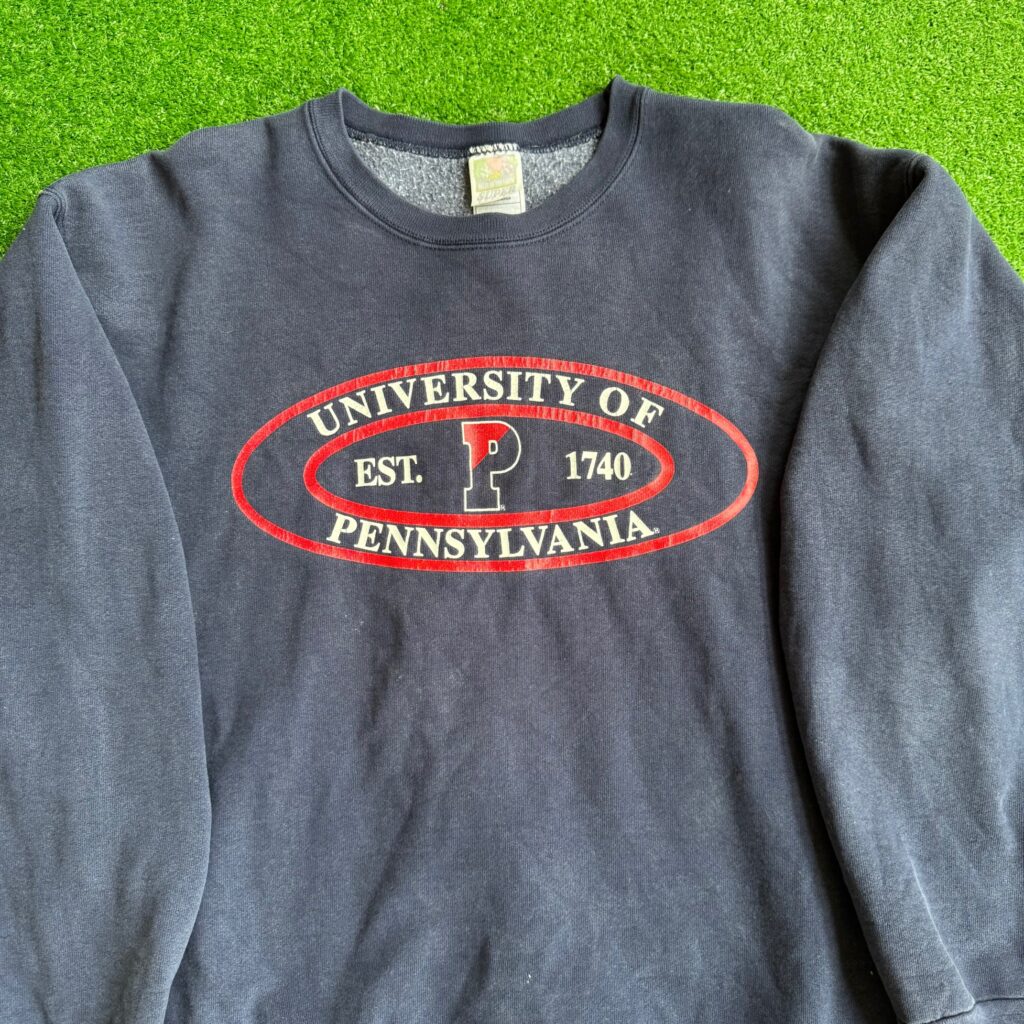 UNIVERSITY OF
EST. P 1740
PENNSYLVANIA®